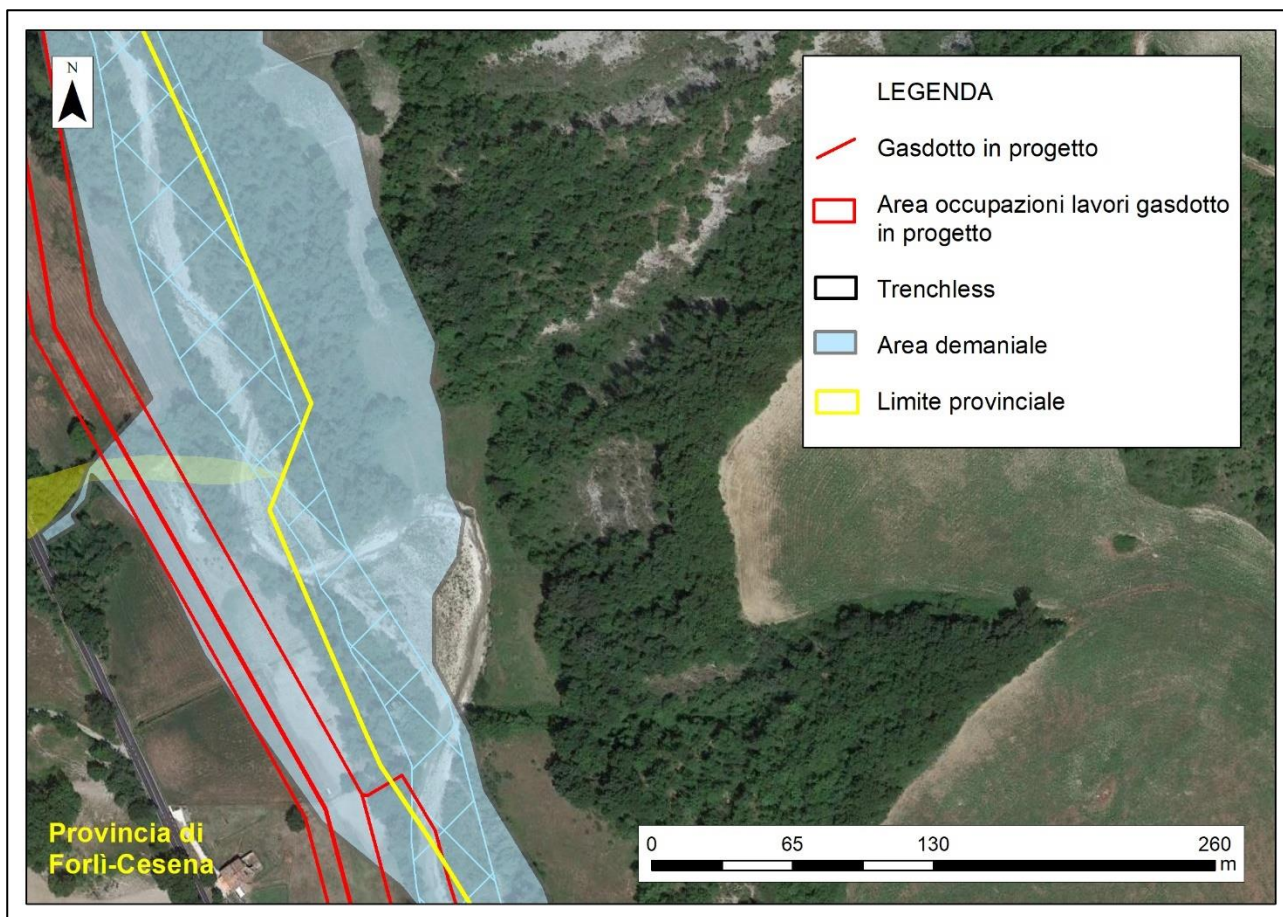 N
LEGENDA
Gasdotto in progetto
Area occupazioni lavori gasdotto
in progetto
Trenchless
Area demaniale
Limite provinciale
Provincia di
Forlì-Cesena
0 65 130 260
m